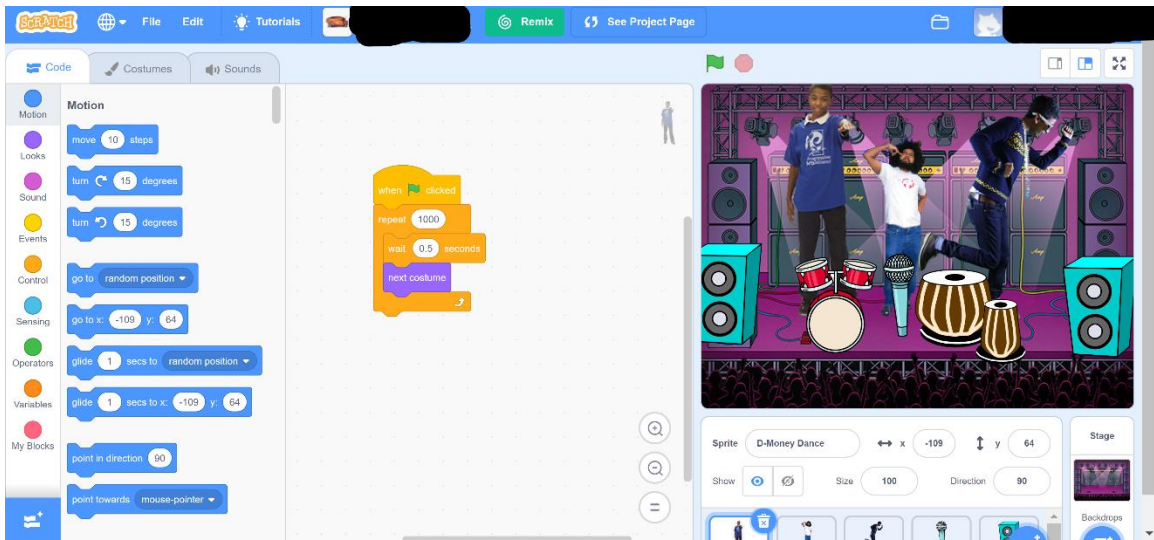 SCRATCH File Edit Tutorials Remix See Project Page
Code Costumes Sounds
Motion
Looks
Sound
Events
Control
Sensing
Operators
Variables
My Blocks
Motion
move 10 steps
turn 15 degrees
turn 15 degrees
go to random position
go to x: -109 y: 64
glide 1 secs to random position
glide 1 secs to x: -109 y: 64
point in direction 90
point towards mouse-pointer
when clicked
repeat 1000
wait 0.5 seconds
next costume
Sprite D-Money Dance x -109 y 64
Show Size 100 Direction 90
Stage
Backdrops